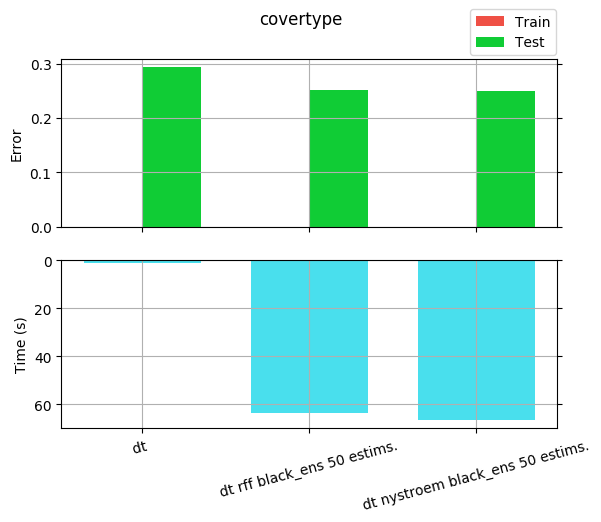 covertype
Train
Test
0.3
0.2
0.1
0.0
Error
0
20
40
60
Time (s)
dt
dt rff black_ens 50 estims.
dt nystroem black_ens 50 estims.